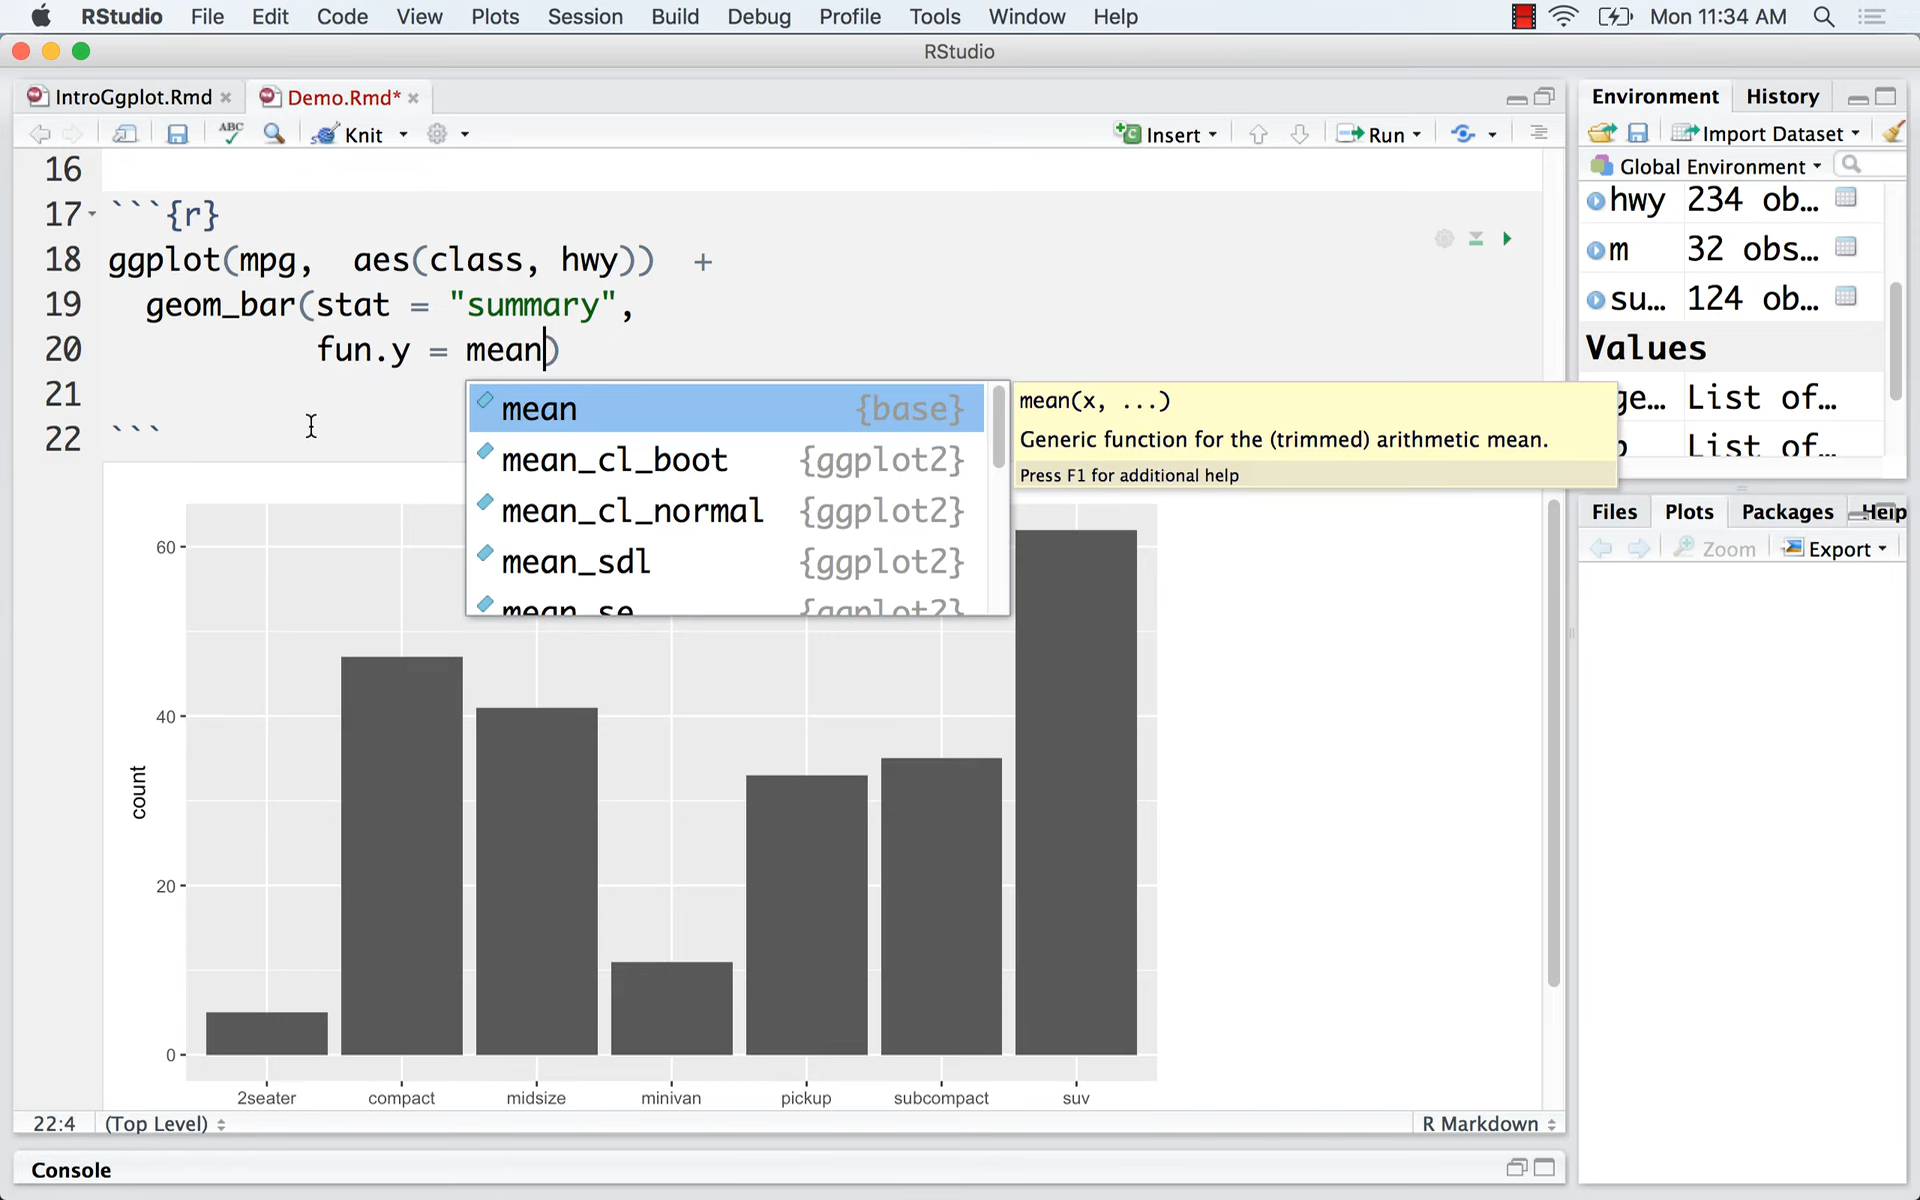 RStudio File Edit Code View Plots Session Build Debug Profile Tools Window Help Mon 11:34 AM
RStudio
IntroGgplot.Rmd Demo.Rmd*
ABC Knit Insert Run
16
17 ```{r}
18 ggplot(mpg, aes(class, hwy)) +
19 geom_bar(stat = "summary",
20 fun.y = mean)
21
22 ```
mean {base}
mean_cl_boot {ggplot2}
mean_cl_normal {ggplot2}
mean_sdl {ggplot2}
mean_se {ggplot2}
mean(x, ...)
Generic function for the (trimmed) arithmetic mean.
Press F1 for additional help
60
40
20
0
count
2seater compact midsize minivan pickup subcompact suv
22:4 (Top Level) R Markdown
Console
Environment History
Import Dataset
Global Environment
hwy 234 ob…
m 32 obs…
su… 124 ob…
Values
ge… List of…
List of…
Files Plots Packages Help
Zoom Export